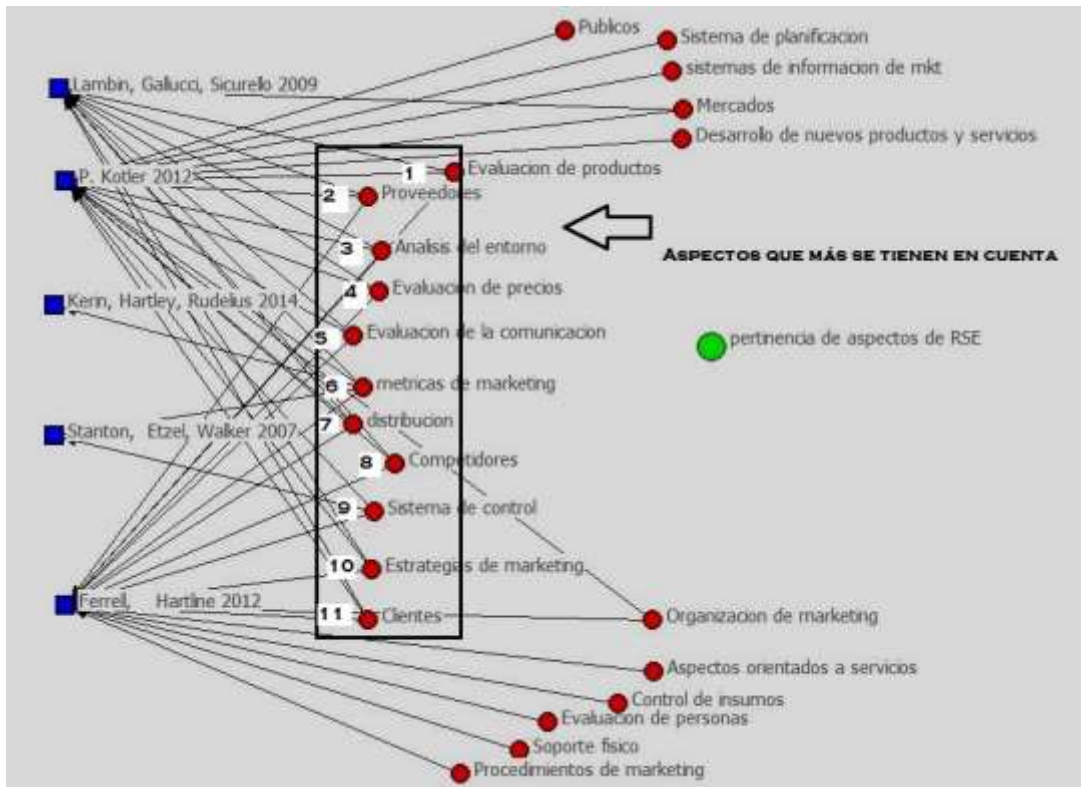 Publicos
Sistema de planificacion
sistemas de informacion de mkt
Lambin, Galucci, Sicurello 2009
Mercados
Desarrollo de nuevos productos y servicios
P. Kotler 2012
1 Evaluacion de productos
2 Proveedores
3 Analisis del entorno
ASPECTOS QUE MÁS SE TIENEN EN CUENTA
4 Evaluacion de precios
Kerin, Hartley, Rudelius 2014
5 Evaluacion de la comunicacion
pertinencia de aspectos de RSE
6 metricas de marketing
7 distribucion
Stanton, Etzel, Walker 2007
8 Competidores
9 Sistema de control
10 Estrategias de marketing
Ferrell, Hartline 2012
11 Clientes
Organizacion de marketing
Aspectos orientados a servicios
Control de insumos
Evaluacion de personas
Soporte fisico
Procedimientos de marketing